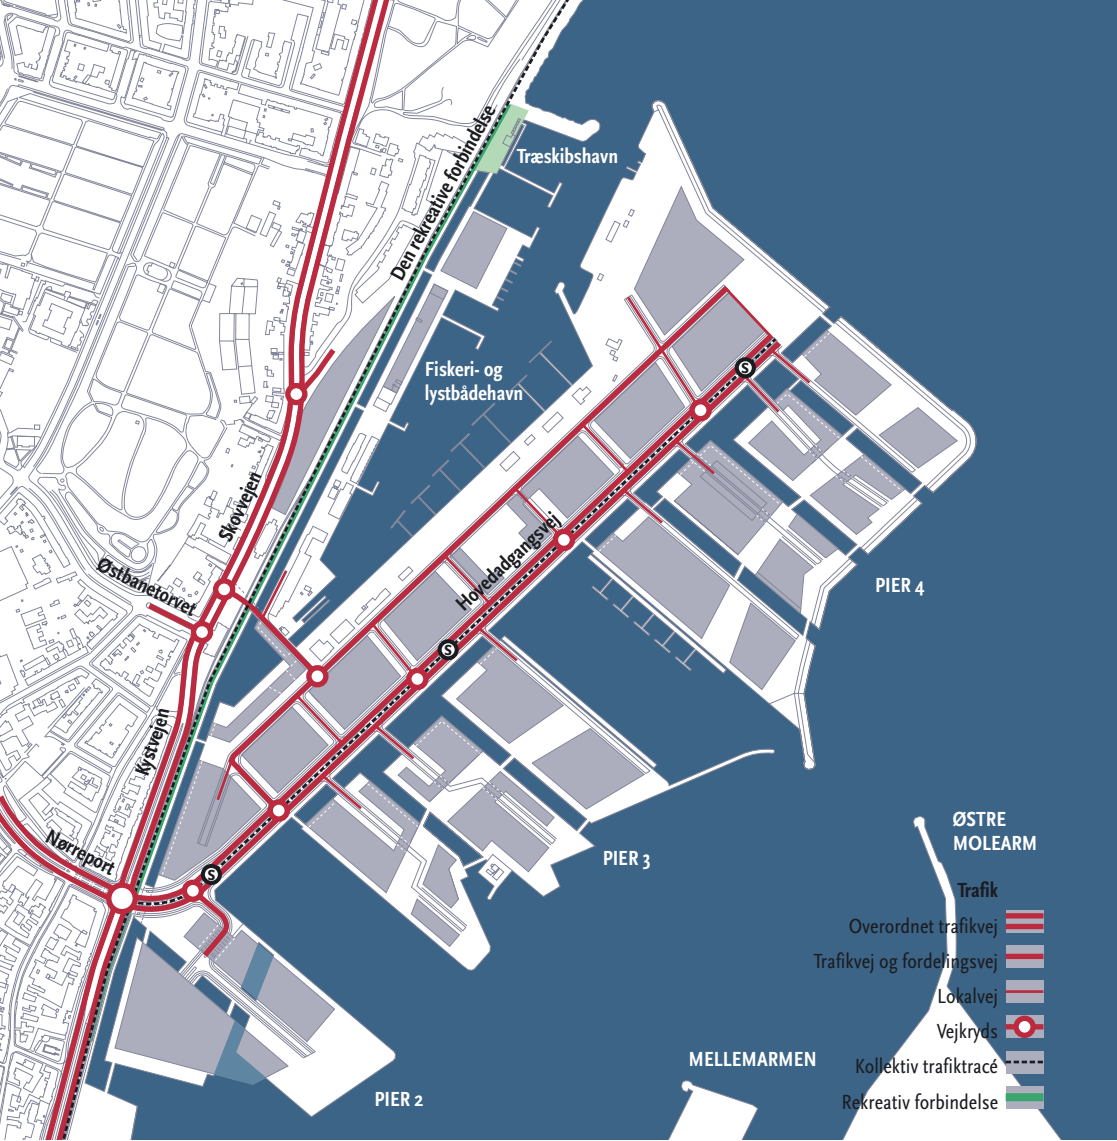 Den rekreative forbindelse
Træskibshavn
Fiskeri- og
lystbådehavn
S
Skovvejen
Hovedadgangsvej
Østbanetorvet
PIER 4
S
Kystvejen
ØSTRE
MOLEARM
Nørreport
PIER 3
S
Trafik
Overordnet trafikvej
Trafikvej og fordelingsvej
Lokalvej
Vejkryds
MELLEMARMEN
Kollektiv trafiktracé
PIER 2
Rekreativ forbindelse